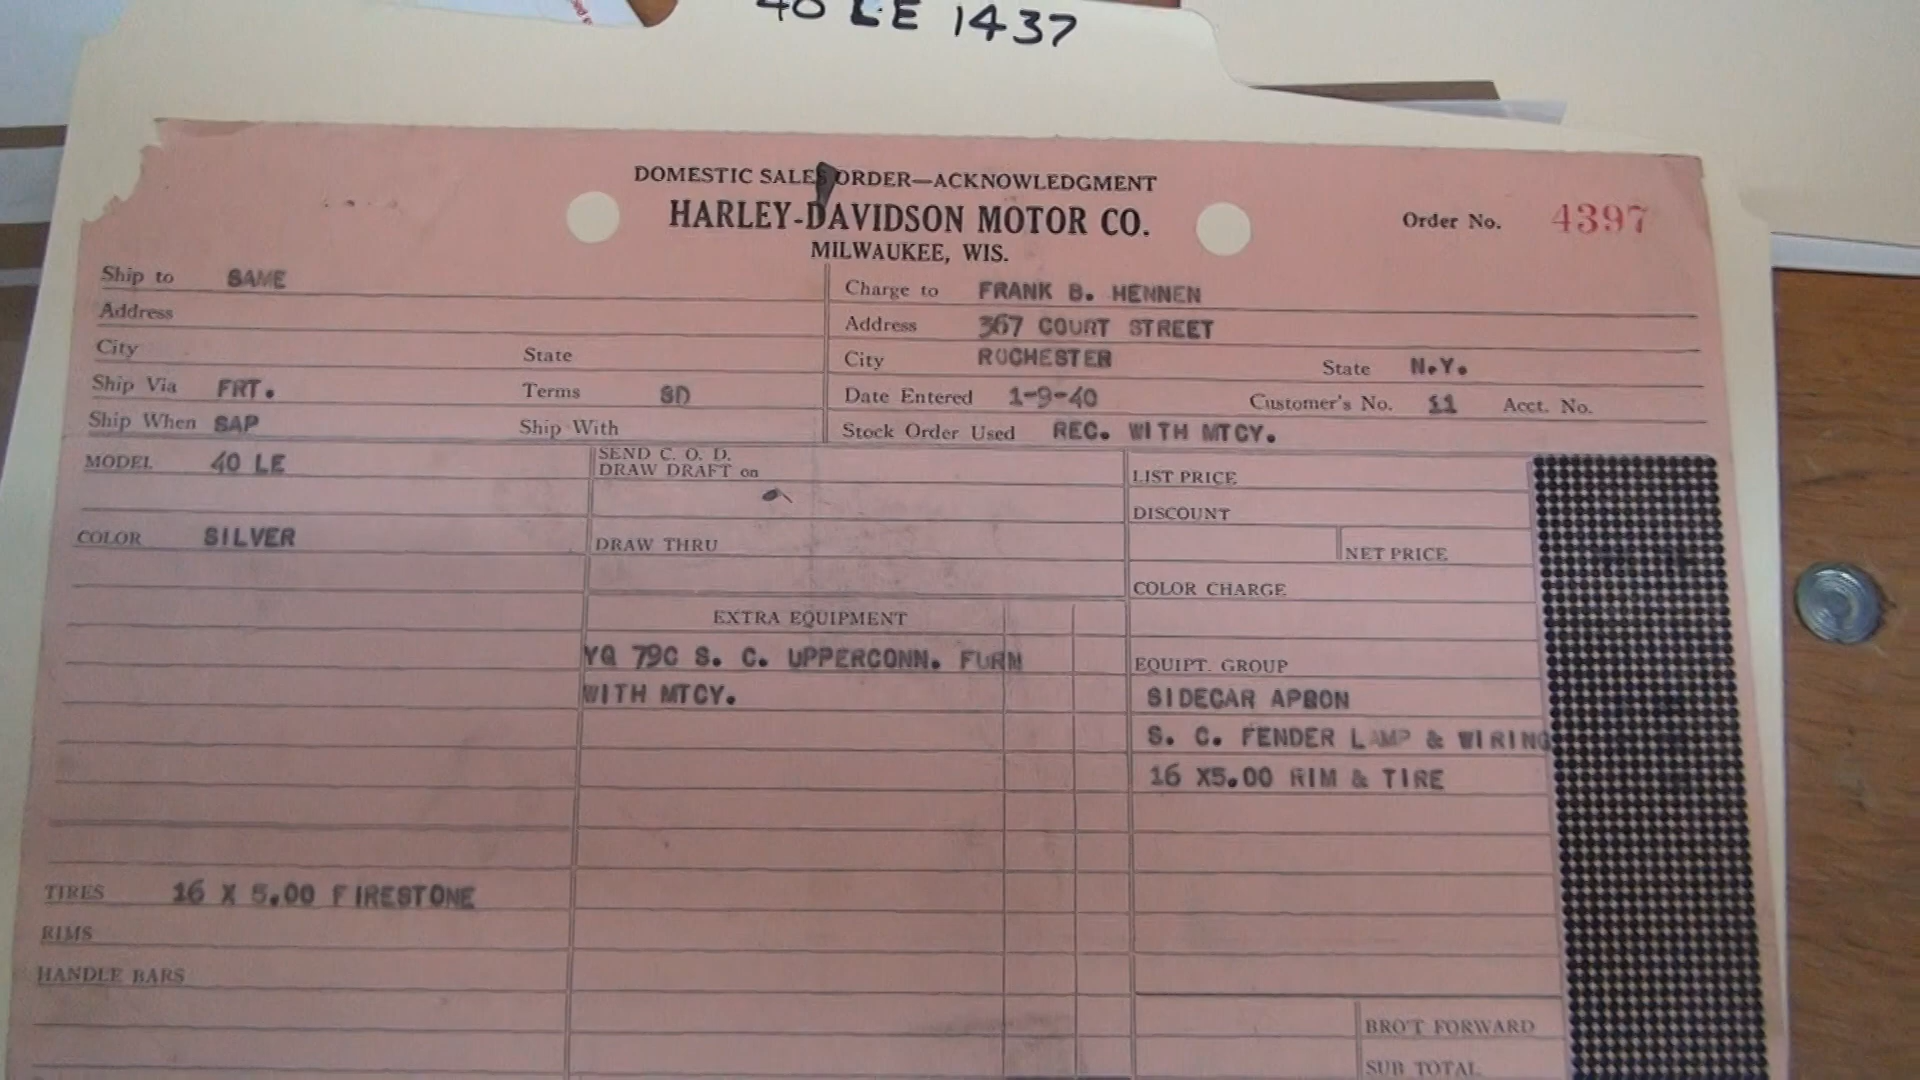 40 LE 1437
DOMESTIC SALES ORDER—ACKNOWLEDGMENT
HARLEY-DAVIDSON MOTOR CO.
MILWAUKEE, WIS.
Order No. 4397
Ship to SAME
Address
City State
Ship Via FRT. Terms SD
Ship When SAP Ship With
Charge to FRANK B. HENNEN
Address 367 COURT STREET
City ROCHESTER State N.Y.
Date Entered 1-9-40 Customer's No. 11 Acct. No.
Stock Order Used REC. WITH MTCY.
MODEL 40 LE
COLOR SILVER
TIRES 16 X 5.00 FIRESTONE
RIMS
HANDLE BARS
SEND C. O. D.
DRAW DRAFT on
DRAW THRU
EXTRA EQUIPMENT
YQ 79C S. C. UPPERCONN. FURN
WITH MTCY.
LIST PRICE
DISCOUNT
NET PRICE
COLOR CHARGE
EQUIPT. GROUP
SIDECAR APRON
S. C. FENDER LAMP & WIRING
16 X5.00 RIM & TIRE
BRO'T FORWARD
SUB TOTAL